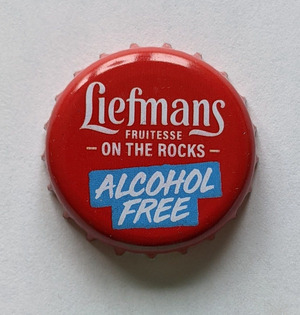 Liefmans
FRUITESSE
– ON THE ROCKS –
ALCOHOL
FREE